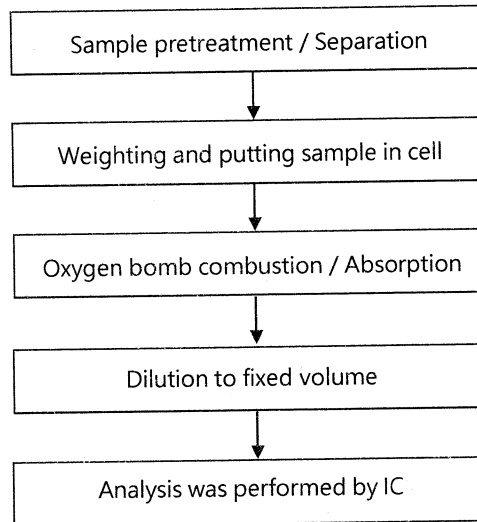 Sample pretreatment / Separation
Weighting and putting sample in cell
Oxygen bomb combustion / Absorption
Dilution to fixed volume
Analysis was performed by IC